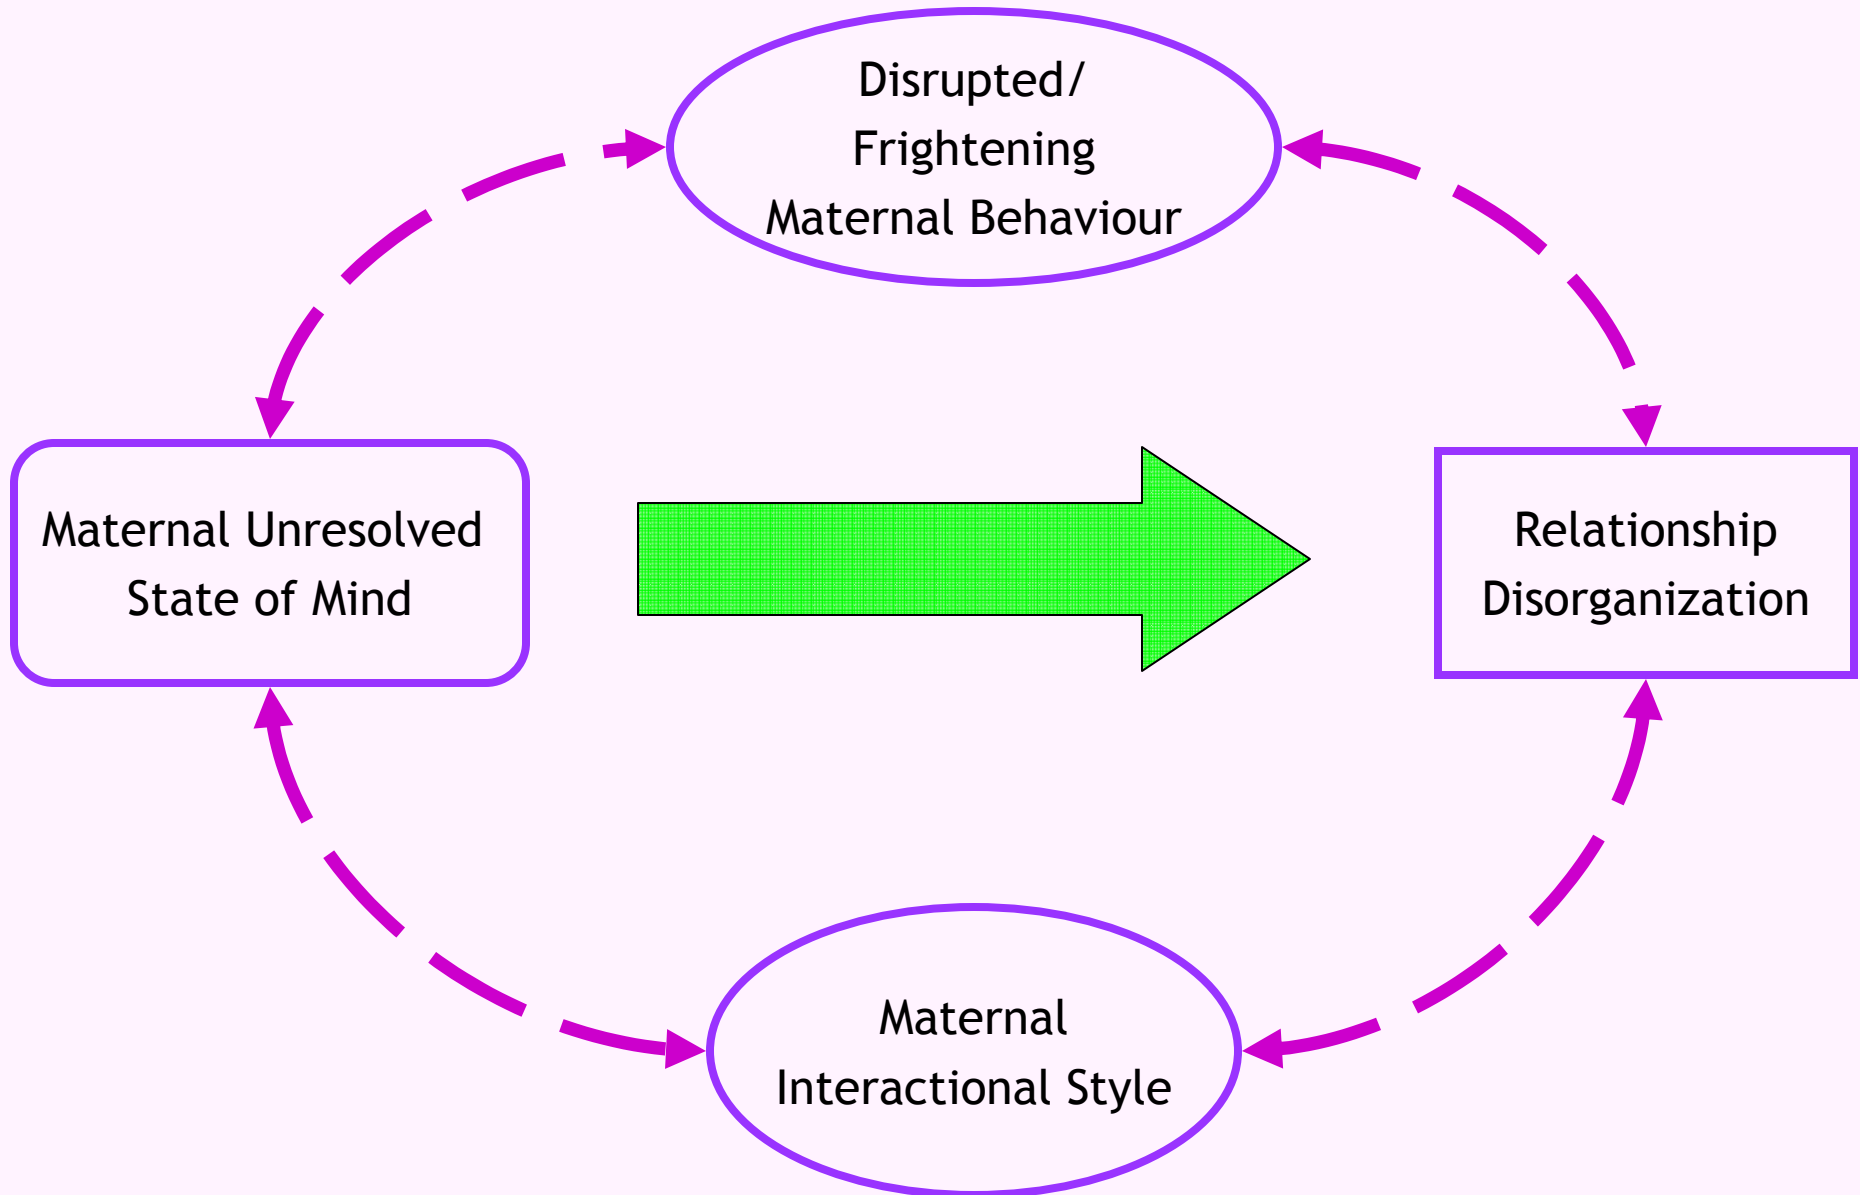 Disrupted/
Frightening
Maternal Behaviour
Maternal Unresolved
State of Mind
Relationship
Disorganization
Maternal
Interactional Style